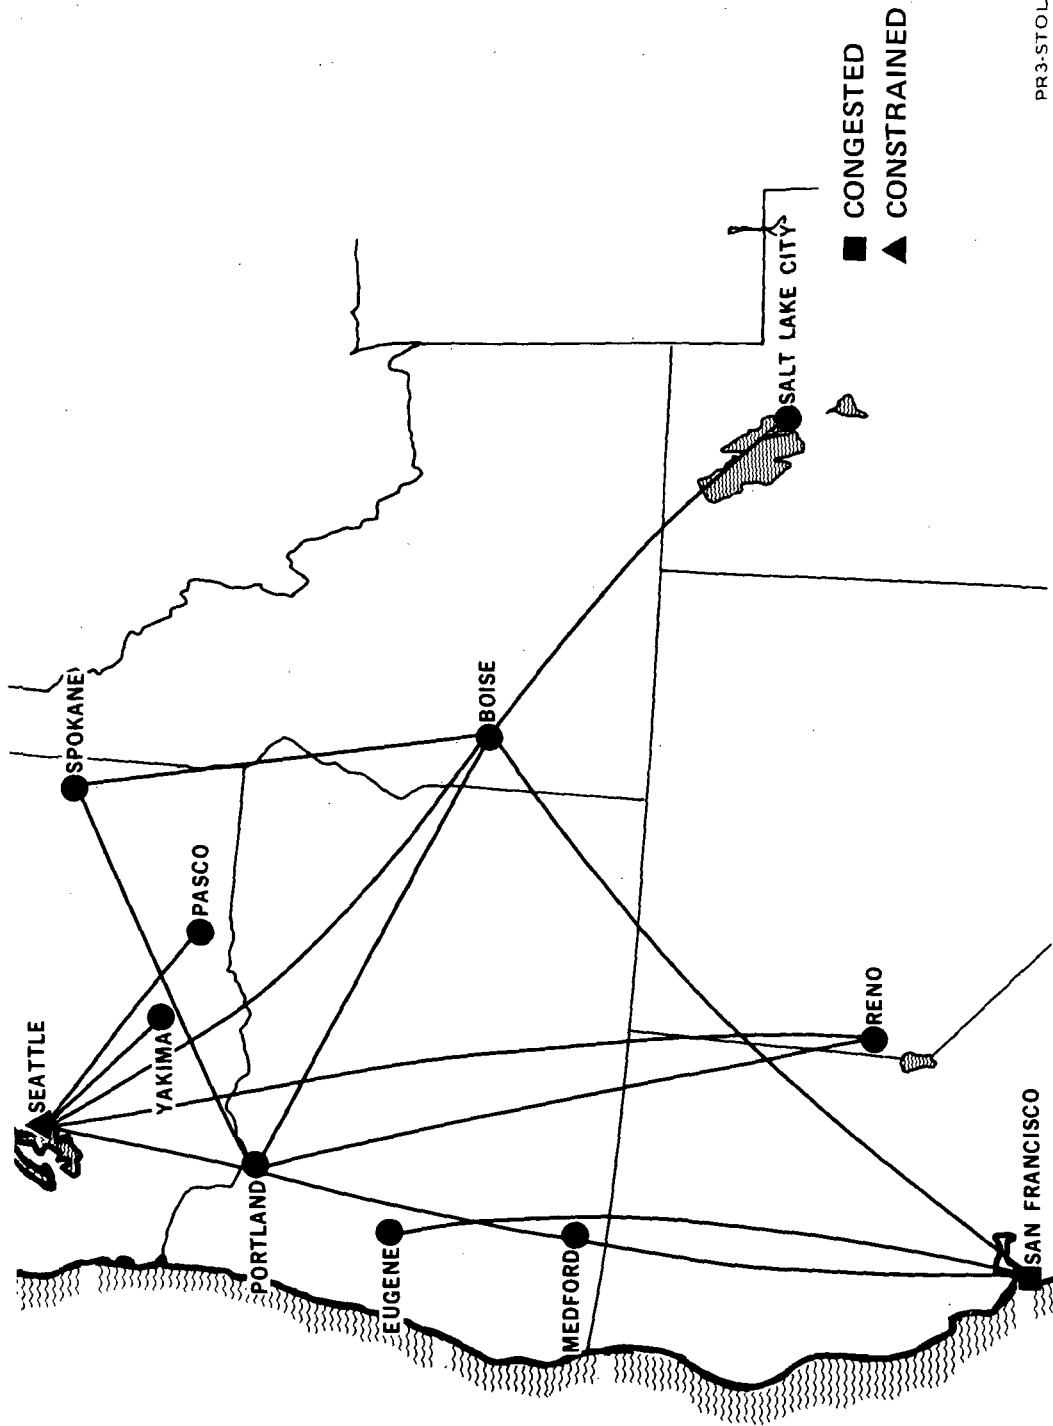 SEATTLE
SPOKANE
YAKIMA
PASCO
PORTLAND
EUGENE
BOISE
MEDFORD
SALT LAKE CITY
RENO
SAN FRANCISCO
■ CONGESTED
▲ CONSTRAINED
PR3-STOL